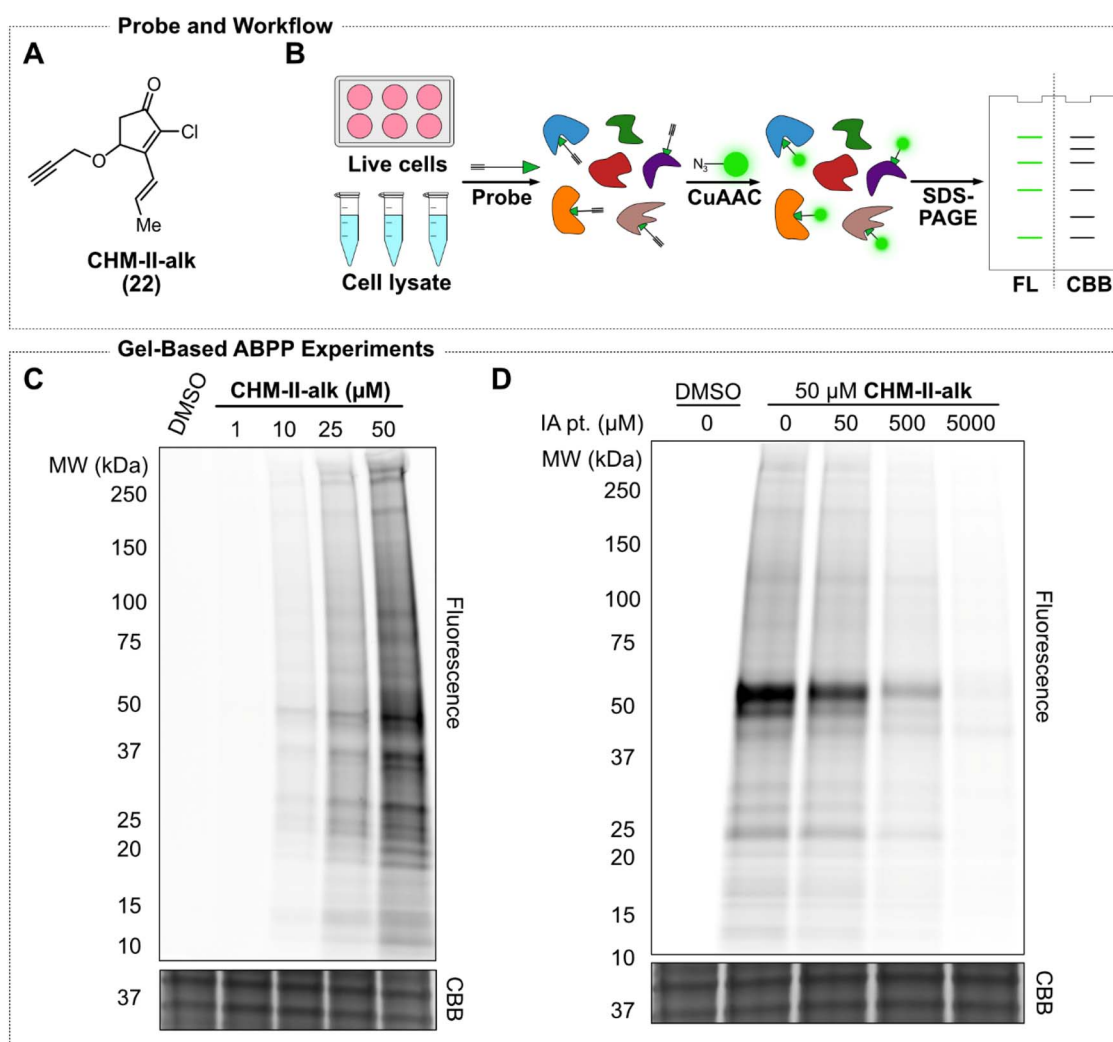 Probe and Workflow
A
O
Cl
O
Me
CHM-II-alk
(22)
B
Live cells
Cell lysate
Probe
N3
CuAAC
SDS-
PAGE
FL
CBB
Gel-Based ABPP Experiments
C
DMSO
CHM-II-alk (µM)
1 10 25 50
MW (kDa)
250
150
100
75
50
37
25
20
15
10
Fluorescence
37
CBB
D
DMSO
50 µM CHM-II-alk
IA pt. (µM) 0 0 50 500 5000
MW (kDa)
250
150
100
75
50
37
25
20
15
10
Fluorescence
37
CBB